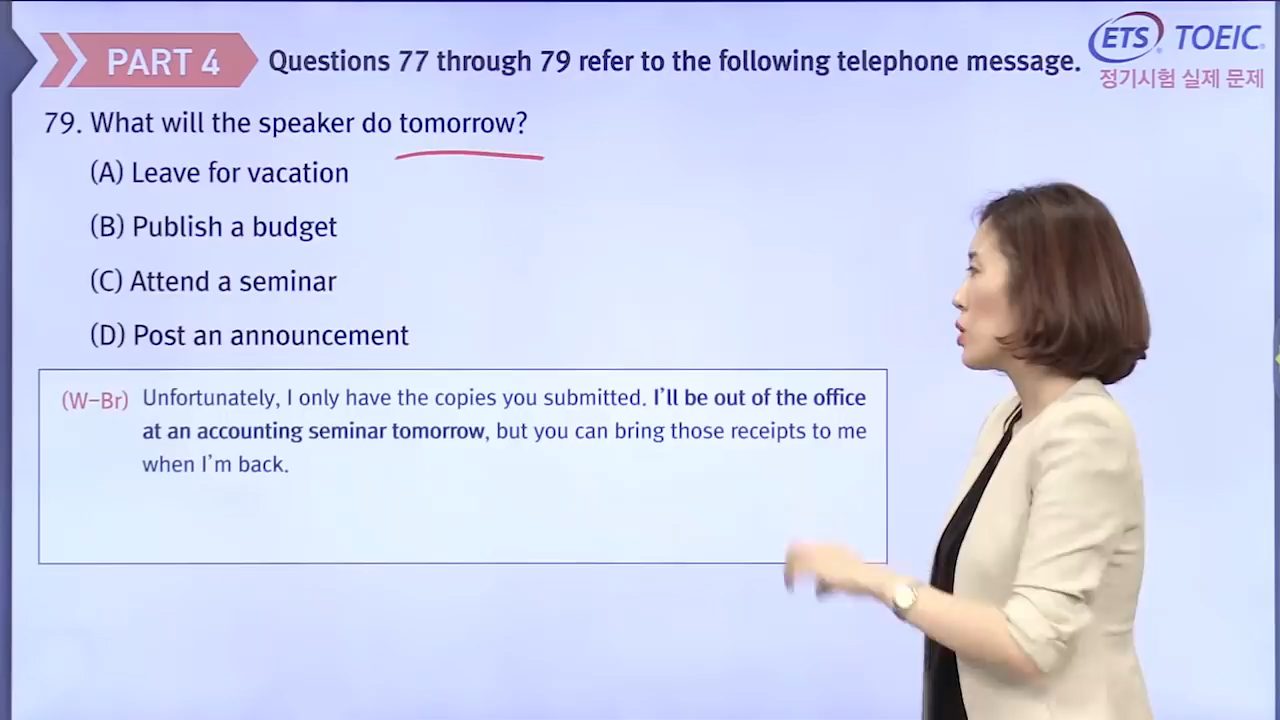 PART 4
Questions 77 through 79 refer to the following telephone message.
ETS® TOEIC®
정기시험 실제 문제
79. What will the speaker do tomorrow?
(A) Leave for vacation
(B) Publish a budget
(C) Attend a seminar
(D) Post an announcement
(W-Br) Unfortunately, I only have the copies you submitted. I'll be out of the office
at an accounting seminar tomorrow, but you can bring those receipts to me
when I'm back.